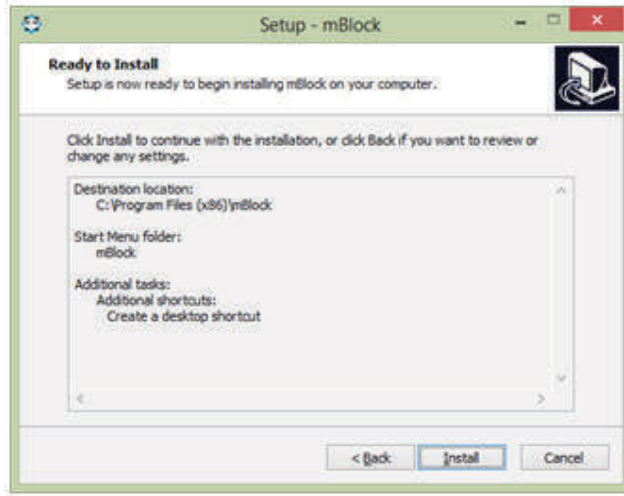 Setup - mBlock
Ready to Install
Setup is now ready to begin installing mBlock on your computer.
Click Install to continue with the installation, or click Back if you want to review or
change any settings.
Destination location:
C:\Program Files (x86)\mBlock
Start Menu folder:
mBlock
Additional tasks:
Additional shortcuts:
Create a desktop shortcut
< Back
Install
Cancel